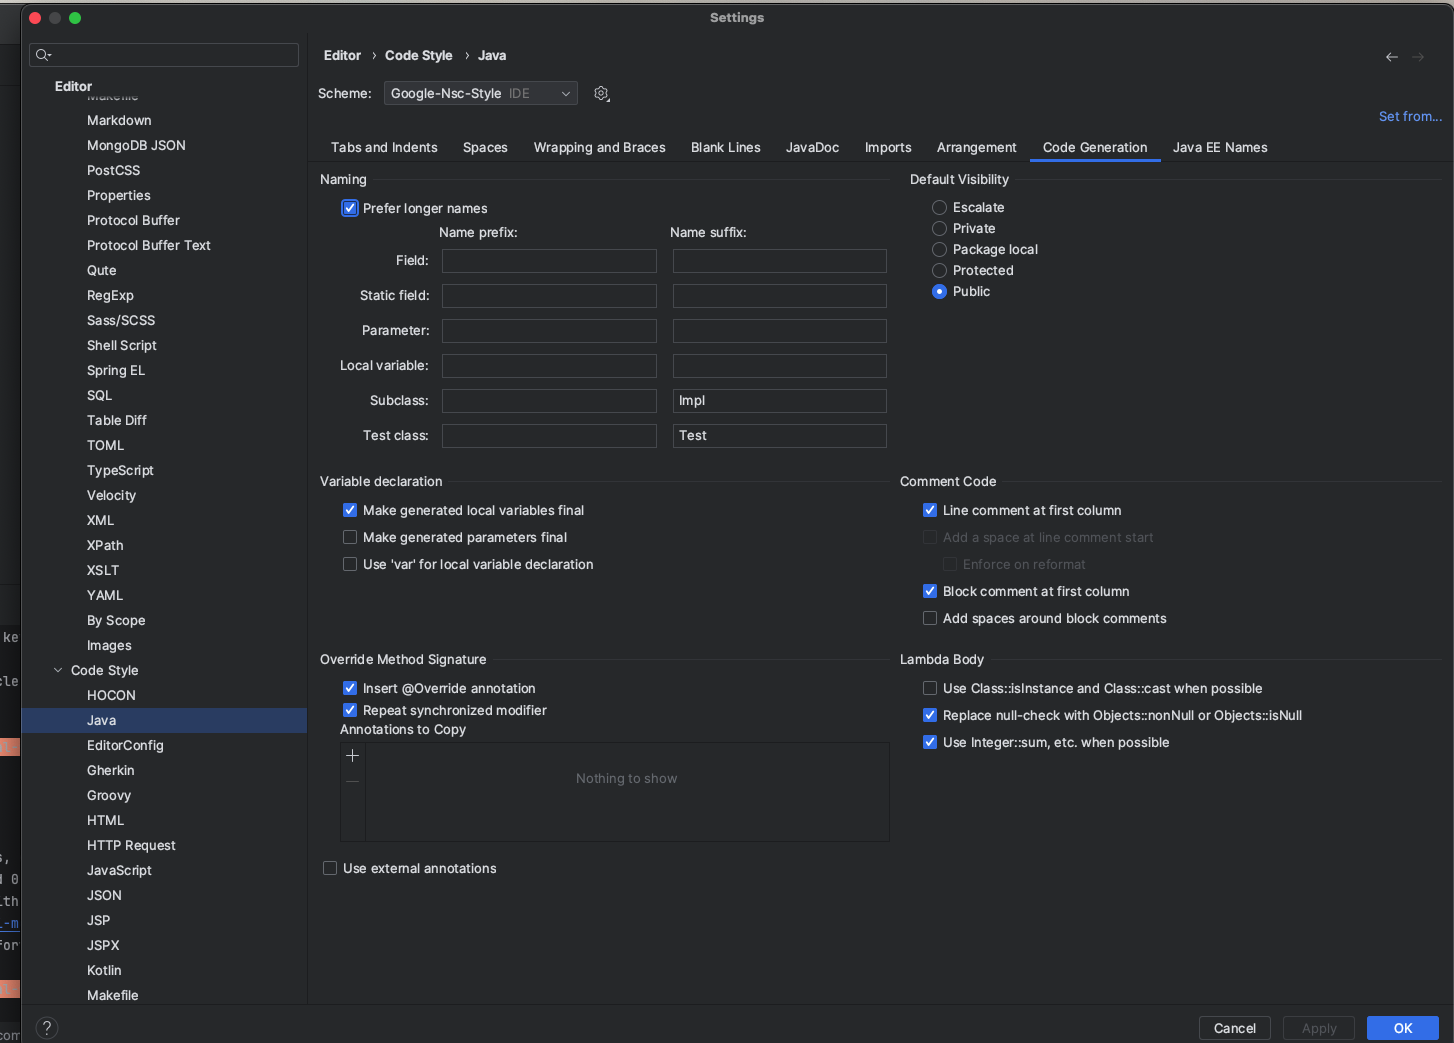 Settings
Editor
Makefile
Markdown
MongoDB JSON
PostCSS
Properties
Protocol Buffer
Protocol Buffer Text
Qute
RegExp
Sass/SCSS
Shell Script
Spring EL
SQL
Table Diff
TOML
TypeScript
Velocity
XML
XPath
XSLT
YAML
By Scope
Images
Code Style
HOCON
Java
EditorConfig
Gherkin
Groovy
HTML
HTTP Request
JavaScript
JSON
JSP
JSPX
Kotlin
Makefile
Editor › Code Style › Java
Scheme: Google-Nsc-Style IDE
Set from...
Tabs and Indents Spaces Wrapping and Braces Blank Lines JavaDoc Imports Arrangement Code Generation Java EE Names
Naming
Prefer longer names
Name prefix: Name suffix:
Field:
Static field:
Parameter:
Local variable:
Subclass: Impl
Test class: Test
Default Visibility
Escalate
Private
Package local
Protected
Public
Variable declaration
Make generated local variables final
Make generated parameters final
Use 'var' for local variable declaration
Comment Code
Line comment at first column
Add a space at line comment start
Enforce on reformat
Block comment at first column
Add spaces around block comments
Override Method Signature
Insert @Override annotation
Repeat synchronized modifier
Annotations to Copy
Nothing to show
Use external annotations
Lambda Body
Use Class::isInstance and Class::cast when possible
Replace null-check with Objects::nonNull or Objects::isNull
Use Integer::sum, etc. when possible
?
Cancel Apply OK